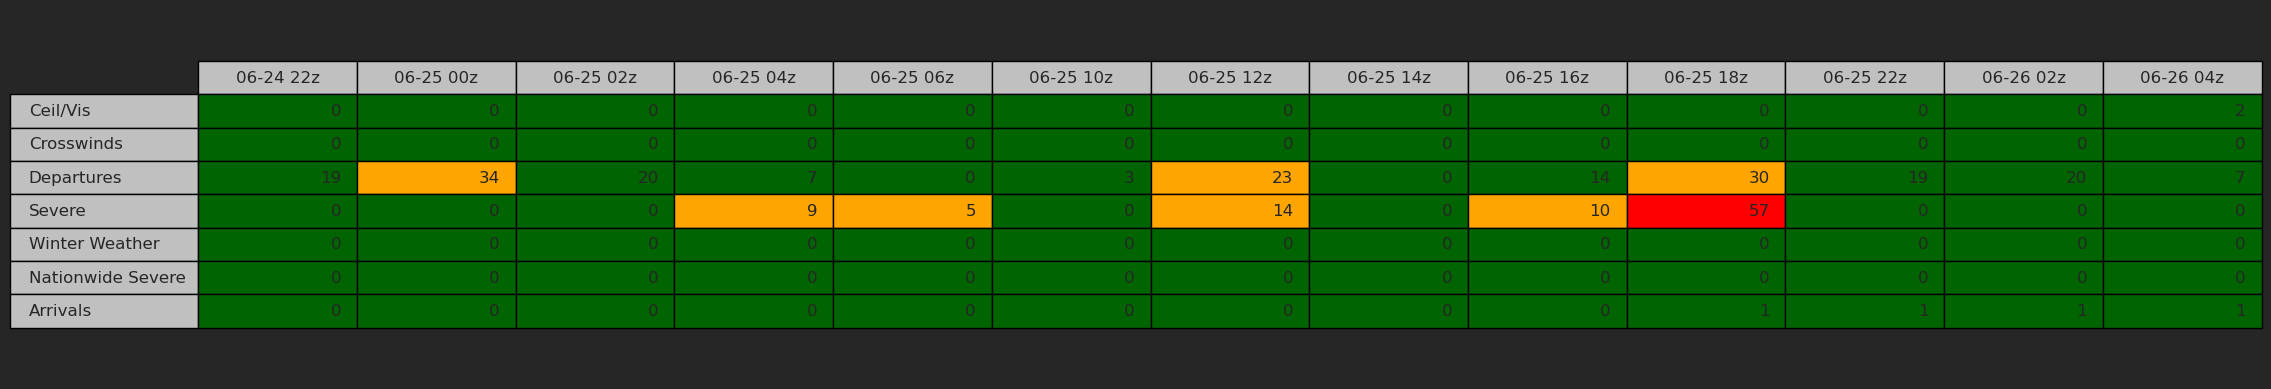 06-24 22z 06-25 00z 06-25 02z 06-25 04z 06-25 06z 06-25 10z 06-25 12z 06-25 14z 06-25 16z 06-25 18z 06-25 22z 06-26 02z 06-26 04z
Ceil/Vis 0 0 0 0 0 0 0 0 0 0 0 0 2
Crosswinds 0 0 0 0 0 0 0 0 0 0 0 0 0
Departures 19 34 20 7 0 3 23 0 14 30 19 20 7
Severe 0 0 0 9 5 0 14 0 10 57 0 0 0
Winter Weather 0 0 0 0 0 0 0 0 0 0 0 0 0
Nationwide Severe 0 0 0 0 0 0 0 0 0 0 0 0 0
Arrivals 0 0 0 0 0 0 0 0 0 1 1 1 1